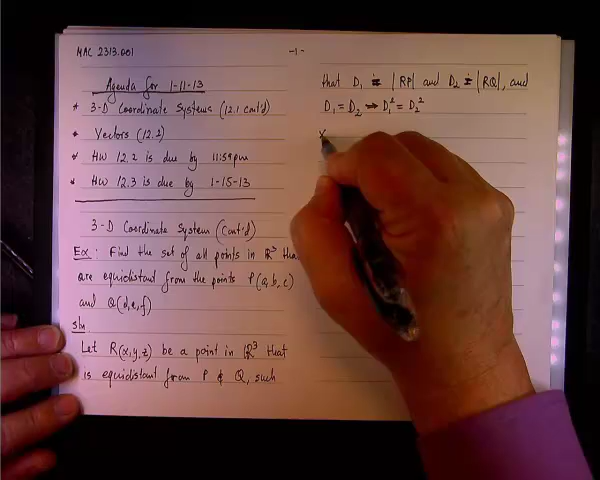 MAC 2313.001
-1-
Agenda for 1-11-13
* 3-D Coordinate Systems (12.1 Cont'd)
* Vectors (12.2)
* HW 12.2 is due by 11:59pm
* HW 12.3 is due by 1-15-13
3-D Coordinate System (Cont'd)
Ex: Find the set of all points in ℝ³ tha
are equidistant from the points P(a,b,c)
and Q(d,e,f)
Sln
Let R(x,y,z) be a point in ℝ³ that
is equidistant from P & Q, such
that D₁ = |RP| and D₂ = |RQ|, and
D₁ = D₂ ⇒ D₁² = D₂²